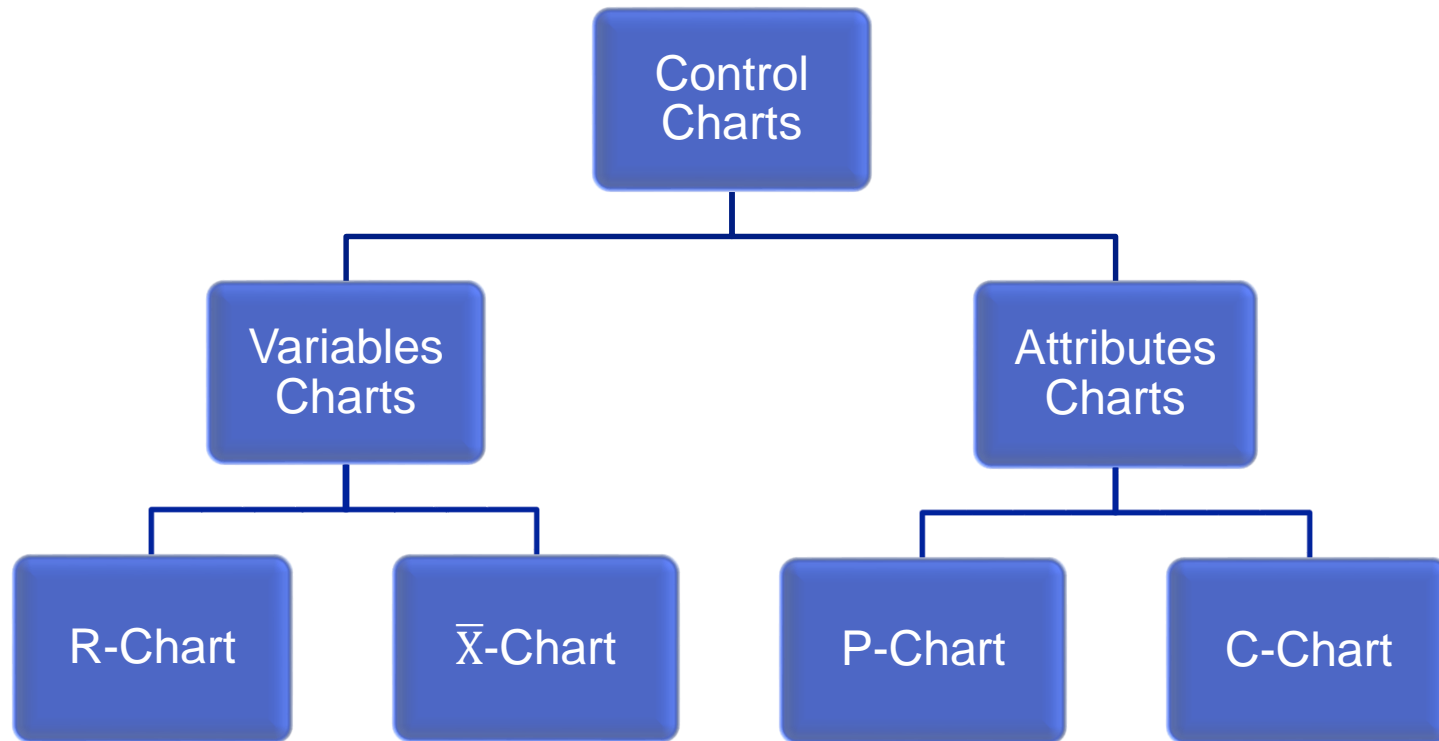 Control
Charts
Variables
Charts
Attributes
Charts
R-Chart
X̅-Chart
P-Chart
C-Chart